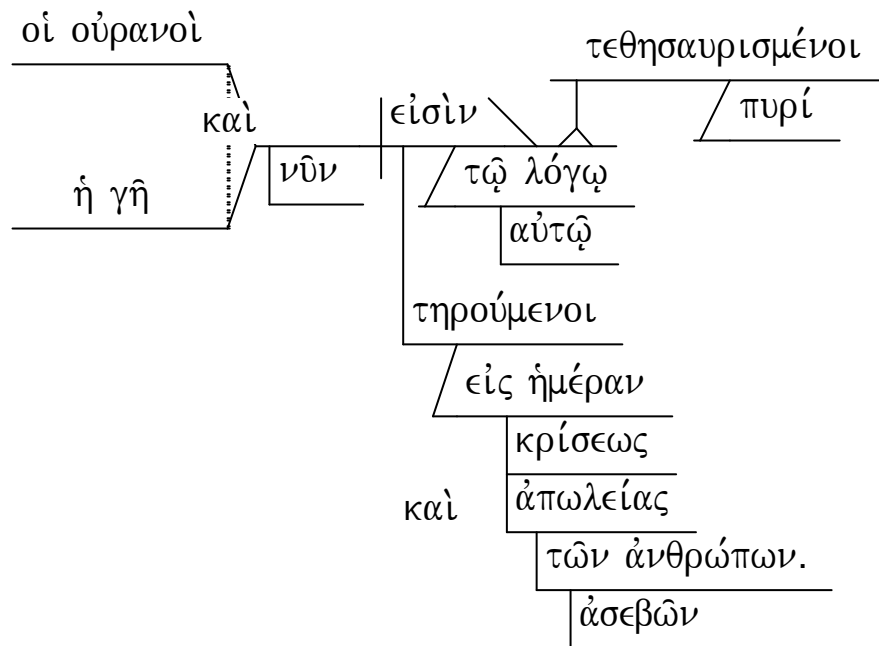 οἱ οὐρανοὶ
τεθησαυρισμένοι
καὶ
εἰσὶν
πυρί
ἡ γῆ
νῦν
τῷ λόγῳ
αὐτῷ
τηρούμενοι
εἰς ἡμέραν
κρίσεως
καὶ
ἀπωλείας
τῶν ἀνθρώπων.
ἀσεβῶν